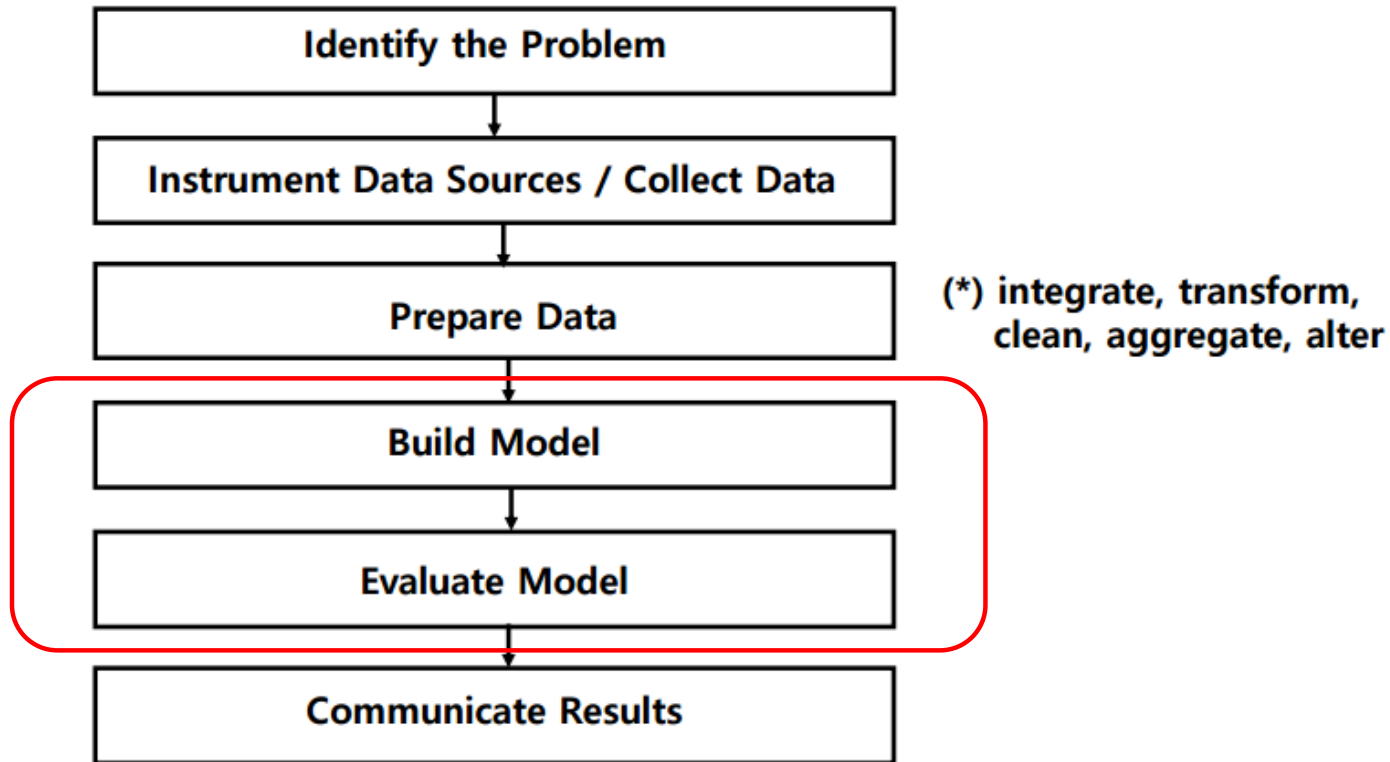 Identify the Problem
Instrument Data Sources / Collect Data
Prepare Data
(*) integrate, transform,
clean, aggregate, alter
Build Model
Evaluate Model
Communicate Results